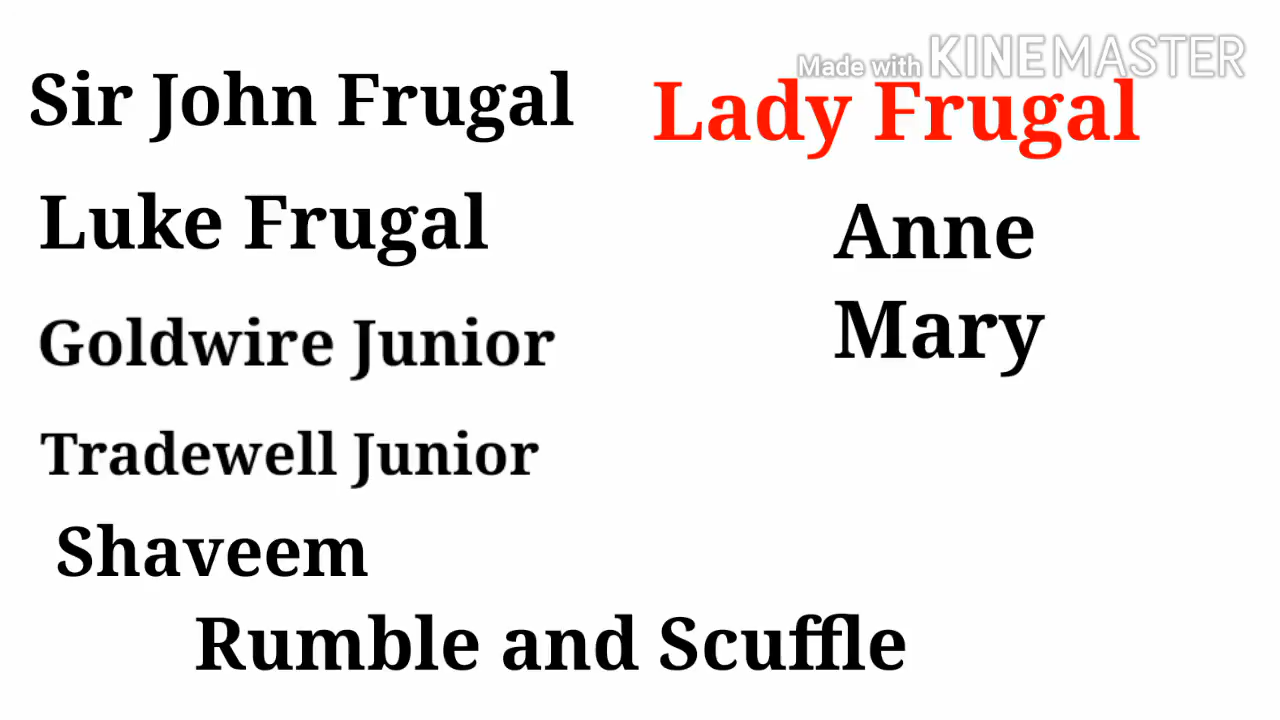 Made with KINEMASTER
Sir John Frugal
Lady Frugal
Luke Frugal
Anne
Goldwire Junior
Mary
Tradewell Junior
Shaveem
Rumble and Scuffle